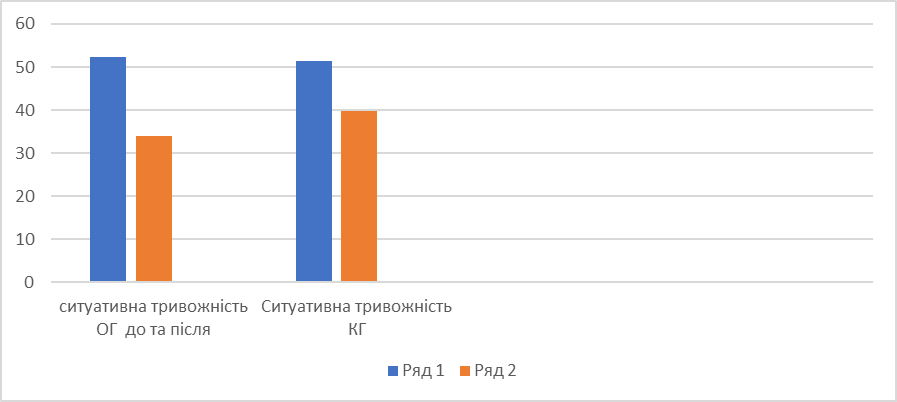 60
50
40
30
20
10
0
ситуативна тривожність
ОГ  до та після
Ситуативна тривожність
КГ
Ряд 1
Ряд 2